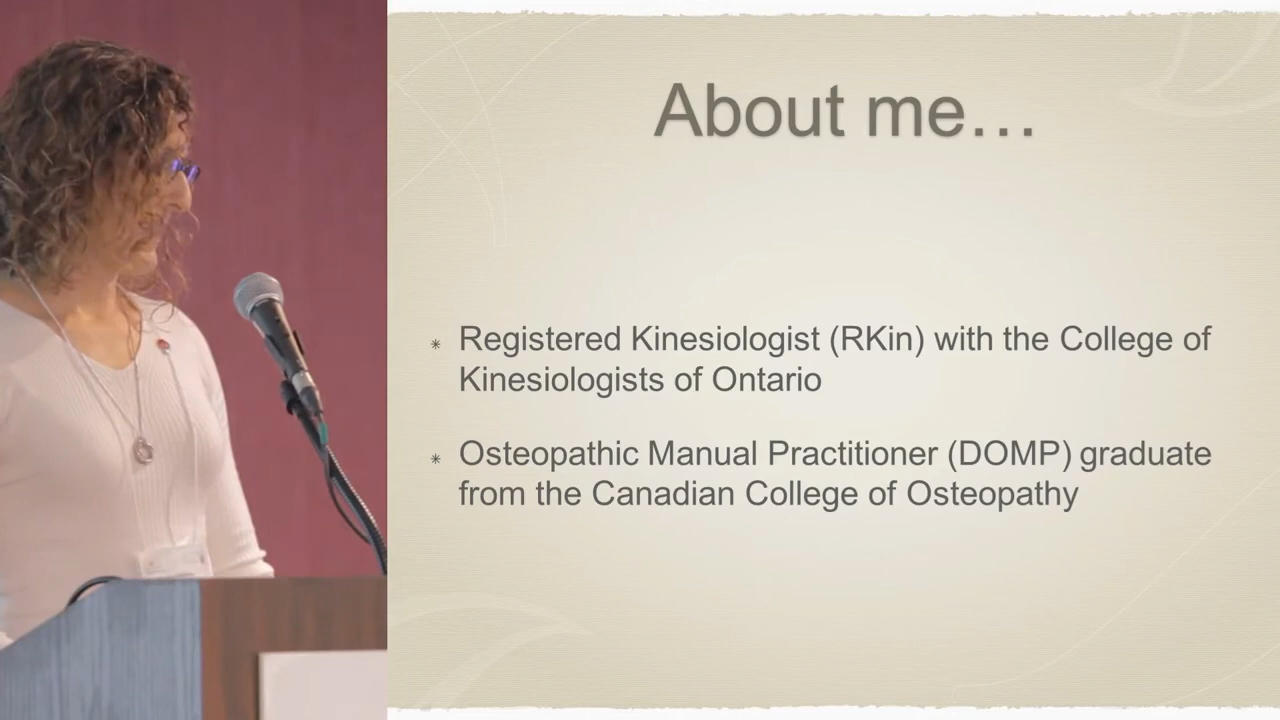 About me…
* Registered Kinesiologist (RKin) with the College of
Kinesiologists of Ontario
* Osteopathic Manual Practitioner (DOMP) graduate
from the Canadian College of Osteopathy